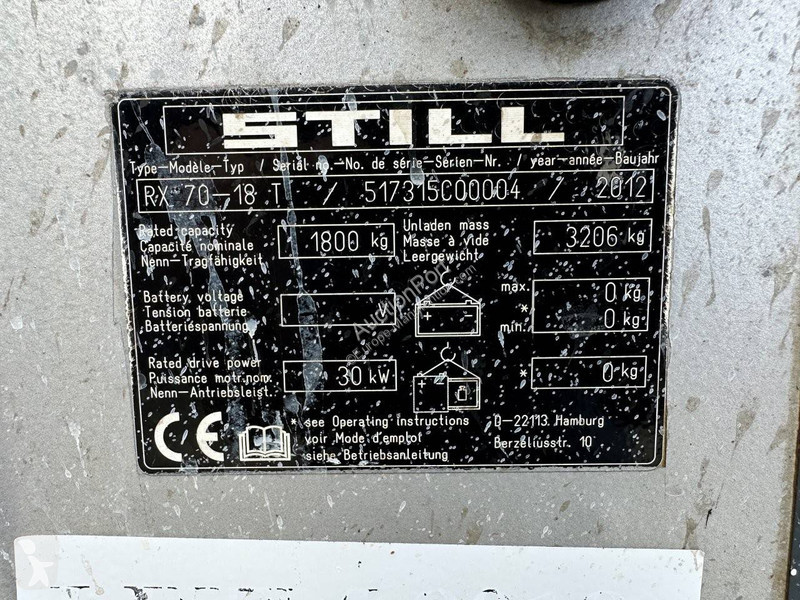 STILL
Type-Modèle-Typ / Serial no.-No. de série-Serien-Nr. / year-année-Baujahr
RX 70-18 T / 517315C00004 / 2012
Rated capacity
Capacité nominale
Nenn-Tragfähigkeit
1800 kg
Unladen mass
Masse à vide
Leergewicht
3206 kg
Battery voltage
Tension batterie
Batteriespannung
V
+ -
max.
*
min.
0 kg
0 kg
Rated drive power
Puissance motr.nom.
Nenn-Antriebsleist.
30 kW
+
-
*
0 kg
CE
* see Operating instructions
voir Mode d'emploi
siehe Betriebsanleitung
D-22113 Hamburg
Berzeliusstr. 10